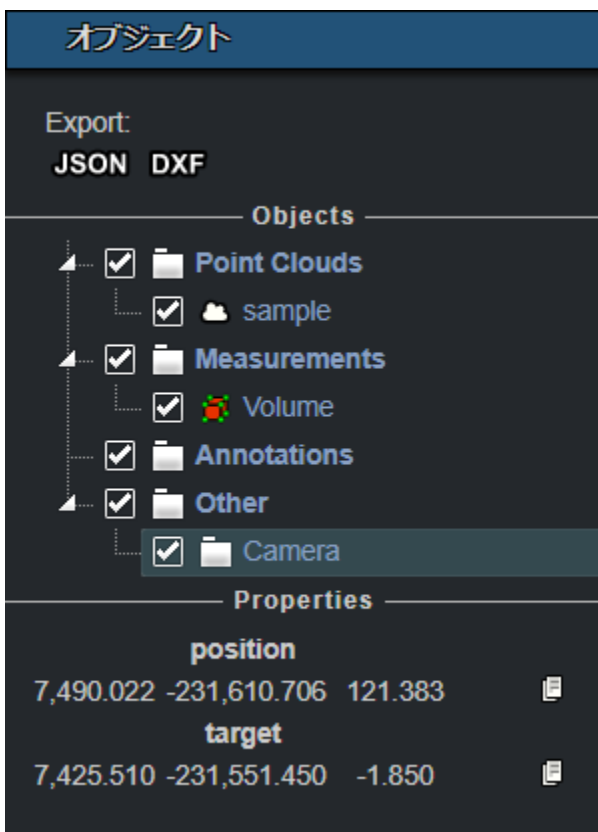 オブジェクト
Export:
JSON DXF
Objects
Point Clouds
sample
Measurements
Volume
Annotations
Other
Camera
Properties
position
7,490.022 -231,610.706 121.383
target
7,425.510 -231,551.450 -1.850